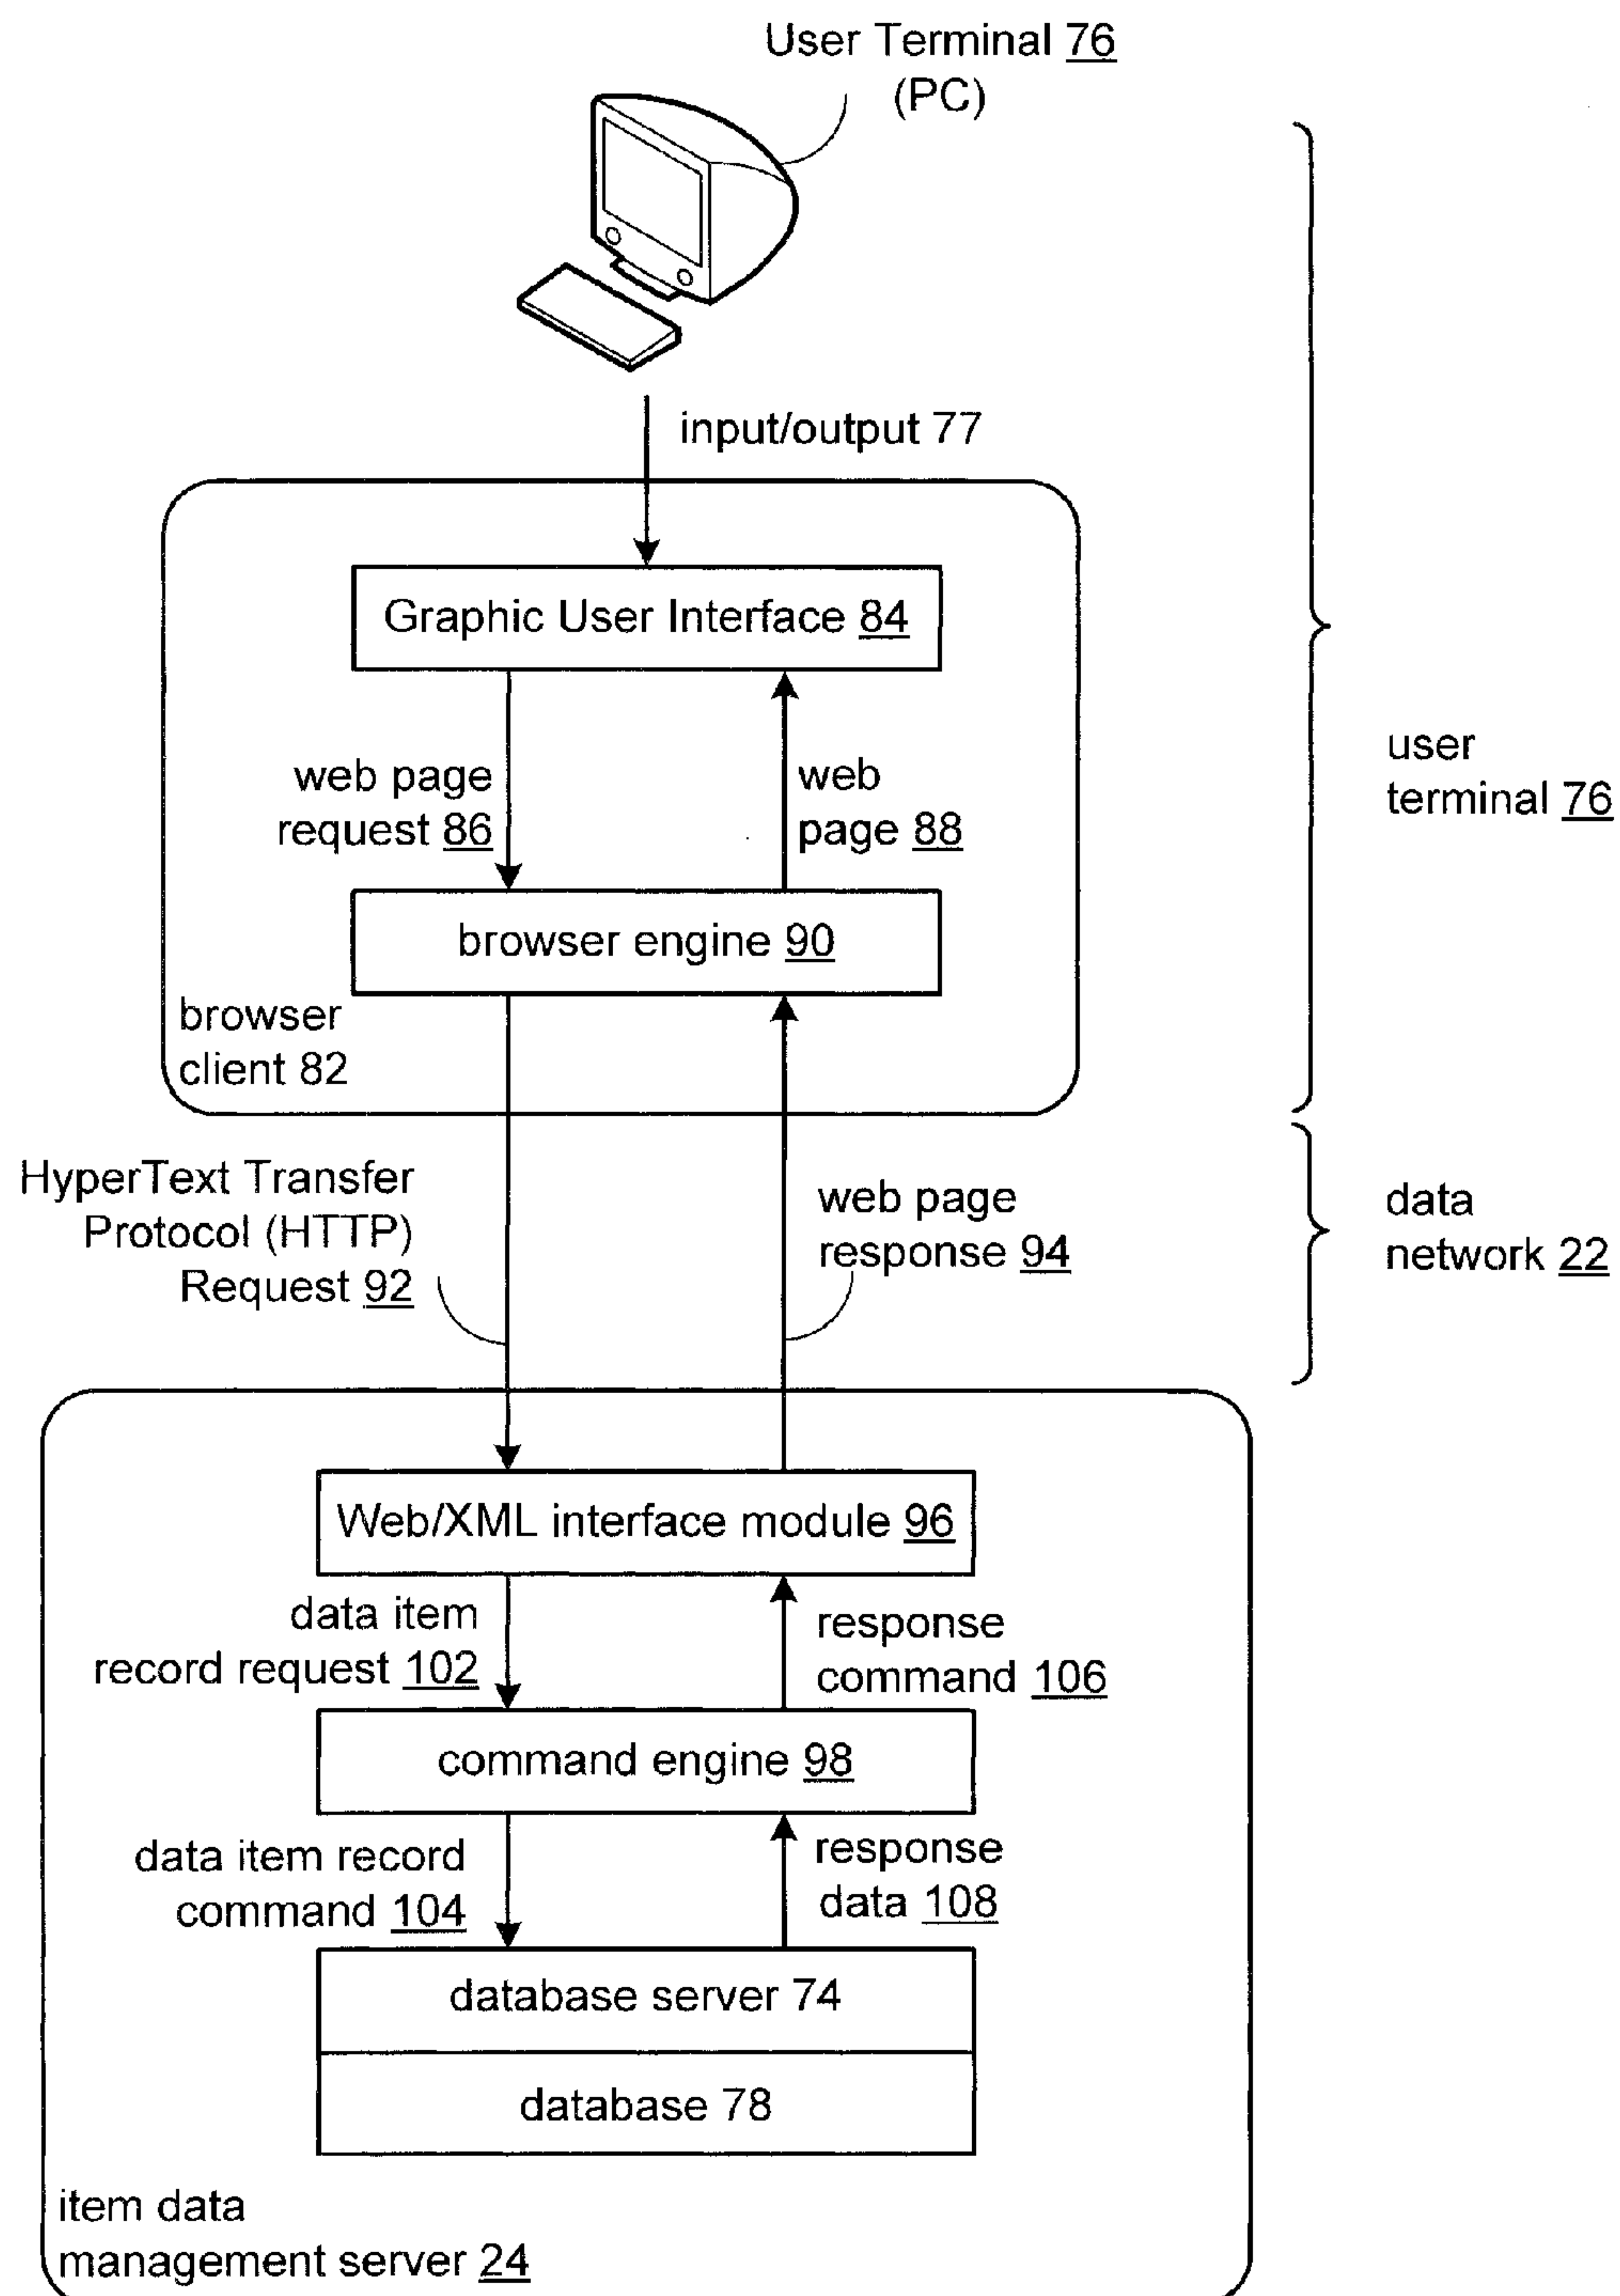 User Terminal 76
(PC)
input/output 77
Graphic User Interface 84
web page
request 86
web
page 88
user
terminal 76
browser engine 90
browser
client 82
HyperText Transfer
Protocol (HTTP)
Request 92
web page
response 94
data
network 22
Web/XML interface module 96
data item
record request 102
response
command 106
command engine 98
data item record
command 104
response
data 108
database server 74
database 78
item data
management server 24